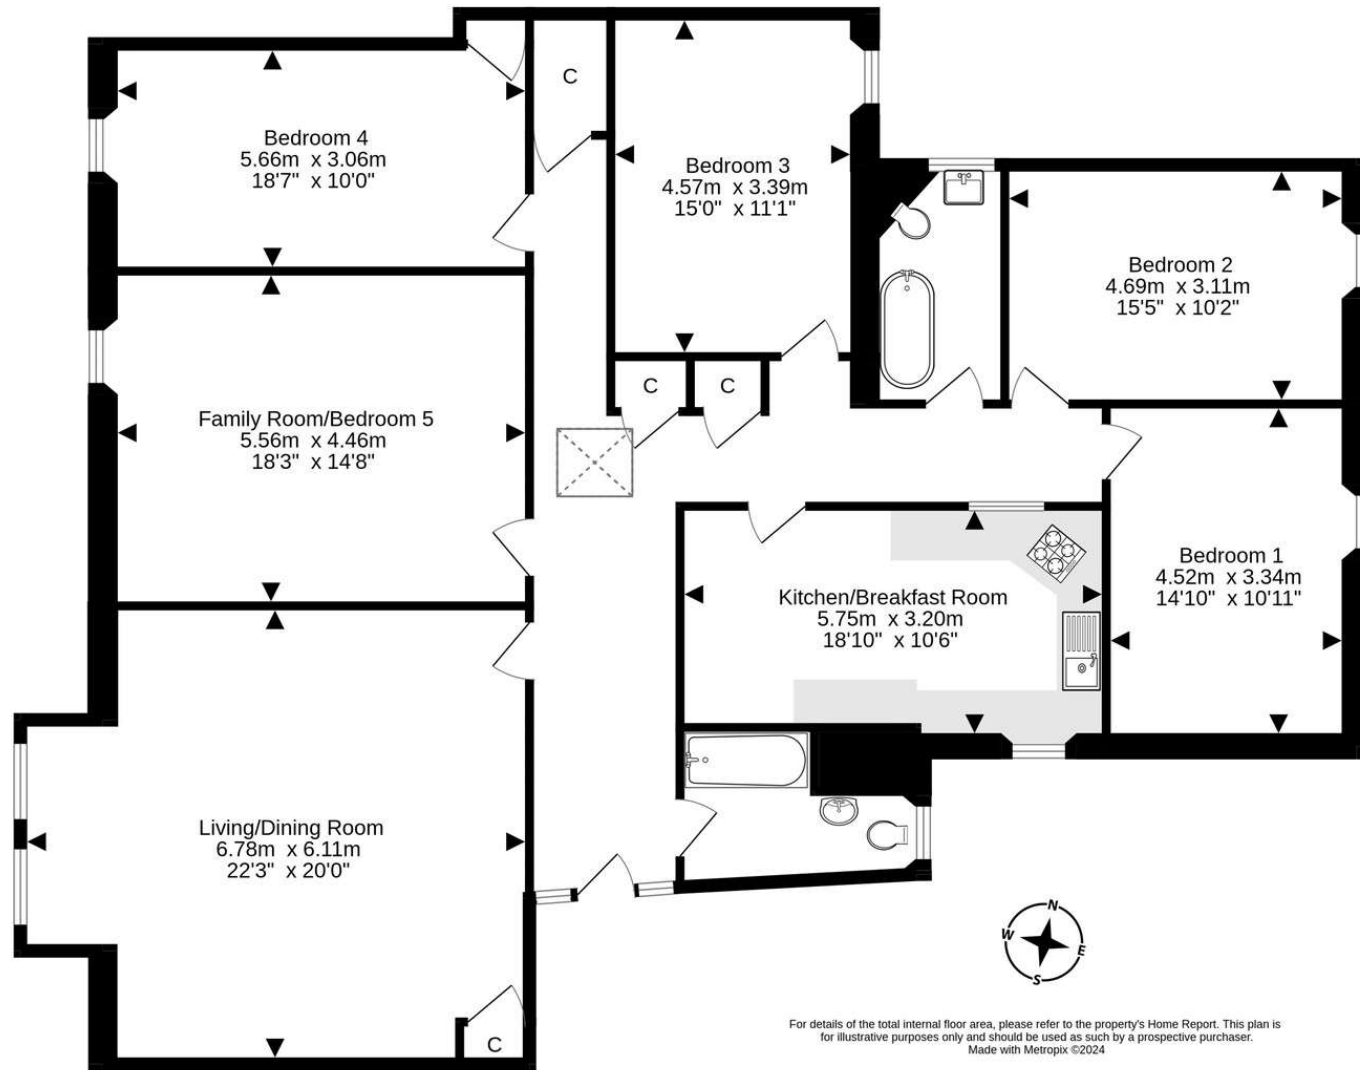 C
Bedroom 4
5.66m x 3.06m
18'7" x 10'0"
Bedroom 3
4.57m x 3.39m
15'0" x 11'1"
Bedroom 2
4.69m x 3.11m
15'5" x 10'2"
C
C
Family Room/Bedroom 5
5.56m x 4.46m
18'3" x 14'8"
Bedroom 1
4.52m x 3.34m
14'10" x 10'11"
Kitchen/Breakfast Room
5.75m x 3.20m
18'10" x 10'6"
Living/Dining Room
6.78m x 6.11m
22'3" x 20'0"
C
N
W
E
S
For details of the total internal floor area, please refer to the property's Home Report. This plan is
for illustrative purposes only and should be used as such by a prospective purchaser.
Made with Metropix ©2024